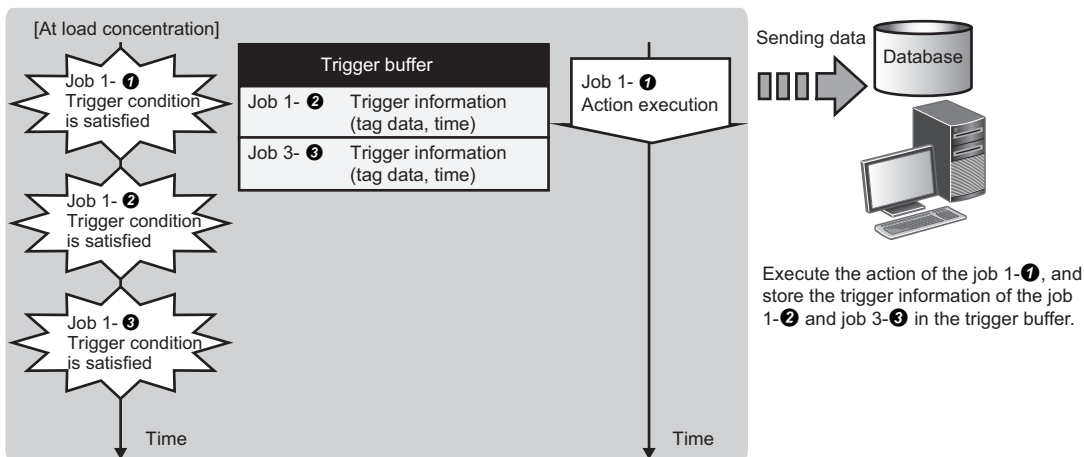 [At load concentration]
Job 1- ❶
Trigger condition
is satisfied
Job 1- ❷
Trigger condition
is satisfied
Job 1- ❸
Trigger condition
is satisfied
Time
Trigger buffer
Job 1- ❷ Trigger information
(tag data, time)
Job 3- ❸ Trigger information
(tag data, time)
Job 1- ❶
Action execution
Time
Sending data
Database
Execute the action of the job 1-❶, and
store the trigger information of the job
1-❷ and job 3-❸ in the trigger buffer.